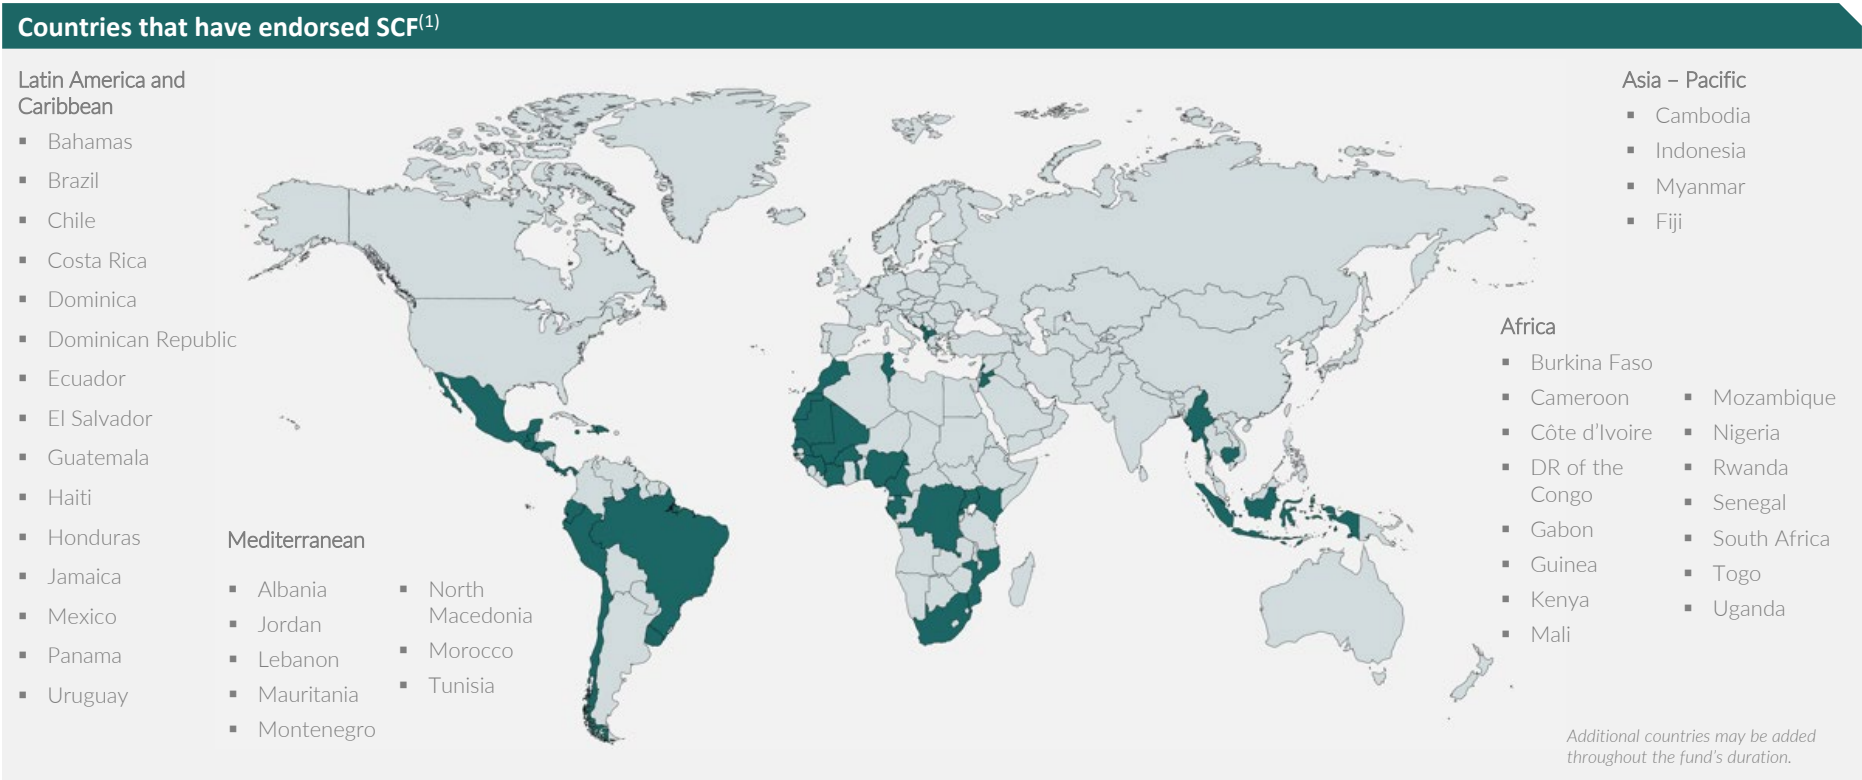 Countries that have endorsed SCF(1)
Latin America and
Caribbean
▪ Bahamas
▪ Brazil
▪ Chile
▪ Costa Rica
▪ Dominica
▪ Dominican Republic
▪ Ecuador
▪ El Salvador
▪ Guatemala
▪ Haiti
▪ Honduras
▪ Jamaica
▪ Mexico
▪ Panama
▪ Uruguay
Mediterranean
▪ Albania
▪ Jordan
▪ Lebanon
▪ Mauritania
▪ Montenegro
▪ North
Macedonia
▪ Morocco
▪ Tunisia
Asia – Pacific
▪ Cambodia
▪ Indonesia
▪ Myanmar
▪ Fiji
Africa
▪ Burkina Faso
▪ Cameroon
▪ Côte d’Ivoire
▪ DR of the
Congo
▪ Gabon
▪ Guinea
▪ Kenya
▪ Mali
▪ Mozambique
▪ Nigeria
▪ Rwanda
▪ Senegal
▪ South Africa
▪ Togo
▪ Uganda
Additional countries may be added
throughout the fund’s duration.